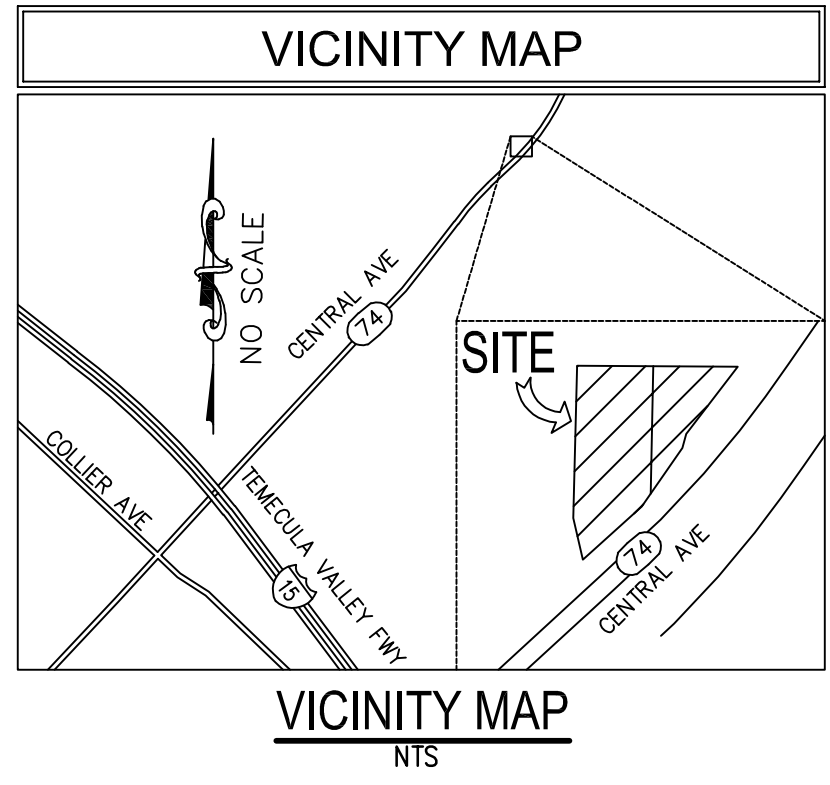 VICINITY MAP
NO SCALE
CENTRAL AVE
74
SITE
COLLIER AVE
TEMECULA VALLEY FWY
15
74
CENTRAL AVE
VICINITY MAP
NTS